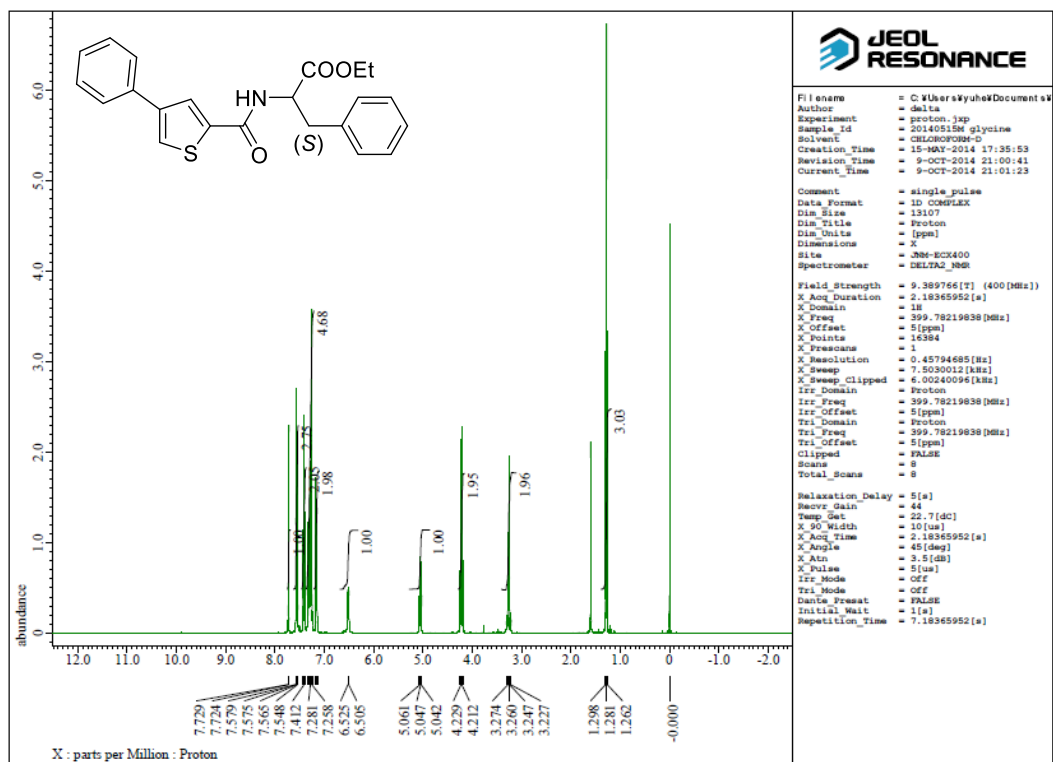 COOEt
HN
(S)
S
O
JEOL
RESONANCE
Filename = C:¥Users¥yuhe¥Documents¥
Author = delta
Experiment = proton.jxp
Sample_Id = 20140515M glycine
Solvent = CHLOROFORM-D
Creation_Time = 15-MAY-2014 17:35:53
Revision_Time = 9-OCT-2014 21:00:41
Current_Time = 9-OCT-2014 21:01:23
Comment = single_pulse
Data_Format = 1D COMPLEX
Dim_Size = 13107
Dim_Title = Proton
Dim_Units = [ppm]
Dimensions = X
Site = JNM-ECX400
Spectrometer = DELTA2_NMR
Field_Strength = 9.389766[T] (400[MHz])
X_Acq_Duration = 2.18365952[s]
X_Domain = 1H
X_Freq = 399.78219838[MHz]
X_Offset = 5[ppm]
X_Points = 16384
X_Prescans = 1
X_Resolution = 0.45794685[Hz]
X_Sweep = 7.5030012[kHz]
X_Sweep_Clipped = 6.00240096[kHz]
Irr_Domain = Proton
Irr_Freq = 399.78219838[MHz]
Irr_Offset = 5[ppm]
Tri_Domain = Proton
Tri_Freq = 399.78219838[MHz]
Tri_Offset = 5[ppm]
Clipped = FALSE
Scans = 8
Total_Scans = 8
Relaxation_Delay = 5[s]
Recvr_Gain = 44
Temp_Get = 22.7[dC]
X_90_Width = 10[us]
X_Acq_Time = 2.18365952[s]
X_Angle = 45[deg]
X_Atn = 3.5[dB]
X_Pulse = 5[us]
Irr_Mode = Off
Tri_Mode = Off
Dante_Presat = FALSE
Initial_Wait = 1[s]
Repetition_Time = 7.18365952[s]
abundance
0 1.0 2.0 3.0 4.0 5.0 6.0
1.00
2.75
2.05
4.68
1.98
1.00
1.00
1.95
1.96
3.03
12.0 11.0 10.0 9.0 8.0 7.0 6.0 5.0 4.0 3.0 2.0 1.0 0 -1.0 -2.0
7.729
7.724
7.579
7.575
7.565
7.548
7.412
7.281
7.258
6.525
6.505
5.061
5.047
5.042
4.229
4.212
3.274
3.260
3.247
3.227
1.298
1.281
1.262
-0.000
X : parts per Million : Proton